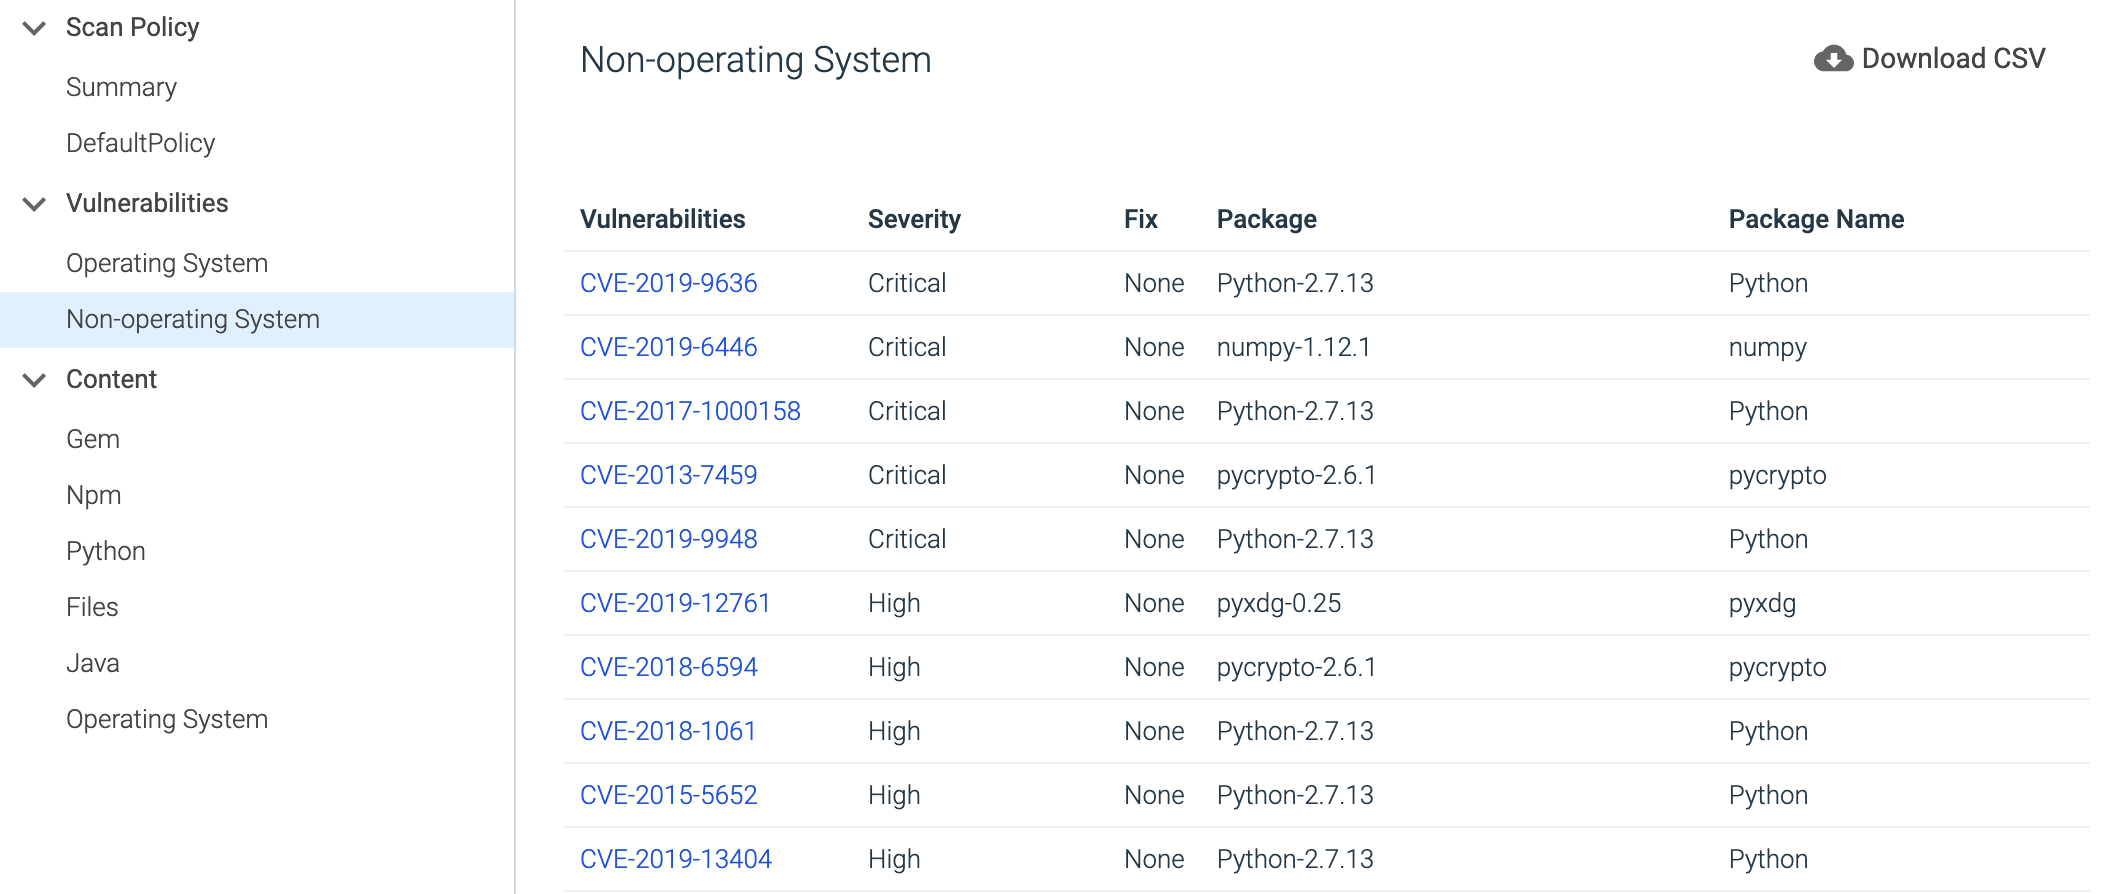 Scan Policy
Summary
DefaultPolicy
Vulnerabilities
Operating System
Non-operating System
Content
Gem
Npm
Python
Files
Java
Operating System
Non-operating System
Download CSV
Vulnerabilities Severity Fix Package Package Name
CVE-2019-9636 Critical None Python-2.7.13 Python
CVE-2019-6446 Critical None numpy-1.12.1 numpy
CVE-2017-1000158 Critical None Python-2.7.13 Python
CVE-2013-7459 Critical None pycrypto-2.6.1 pycrypto
CVE-2019-9948 Critical None Python-2.7.13 Python
CVE-2019-12761 High None pyxdg-0.25 pyxdg
CVE-2018-6594 High None pycrypto-2.6.1 pycrypto
CVE-2018-1061 High None Python-2.7.13 Python
CVE-2015-5652 High None Python-2.7.13 Python
CVE-2019-13404 High None Python-2.7.13 Python